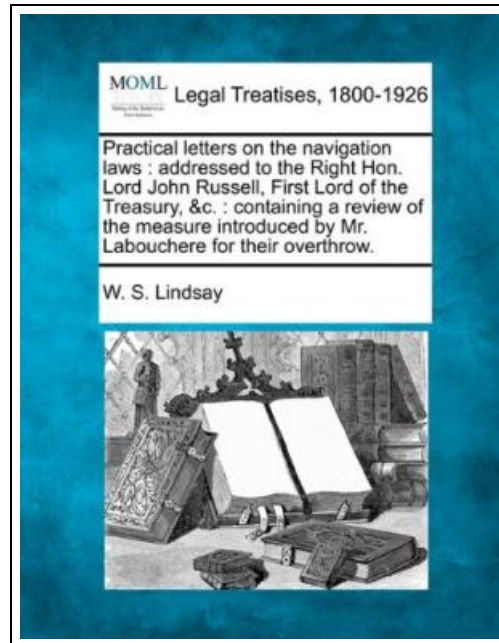 MOML
Legal Treatises, 1800-1926
Practical letters on the navigation
laws : addressed to the Right Hon.
Lord John Russell, First Lord of the
Treasury, &c. : containing a review of
the measure introduced by Mr.
Labouchere for their overthrow.
W. S. Lindsay